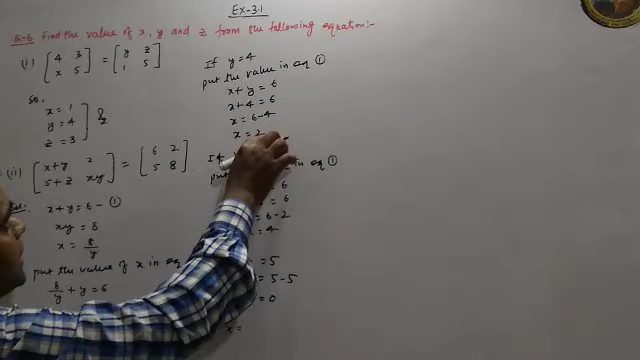 EX-3.1
Q-6 Find the value of x, y and z from the following equation:-
(i) [4 3
x 5] = [y z
1 5]
So,
x = 1
y = 4
z = 3] &
(ii) [x+y 2
5+z xy] = [6 2
5 8]
x+y = 6 - ①
xy = 8
x = 8/y
put the value of x in eq
8/y + y = 6
If y = 4
put the value in eq ①
x + y = 6
x + 4 = 6
x = 6 - 4
x = 2
If
in eq ①
= 6
= 6
= 6 - 2
= 4
= 5
= 5 - 5
= 0
x =